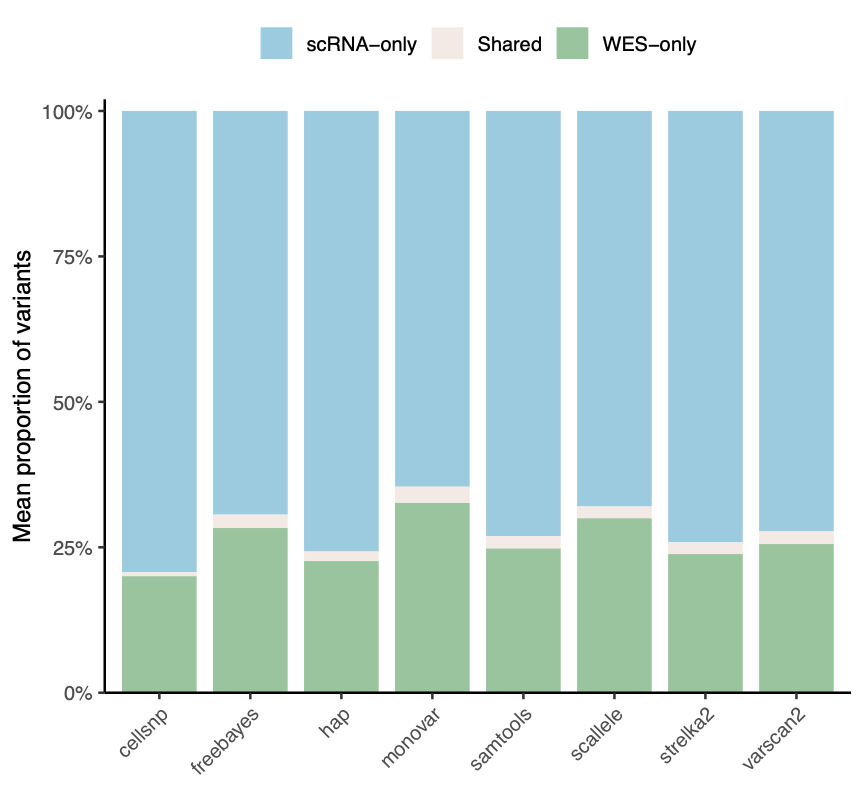 scRNA−only Shared WES−only
100%
75%
50%
25%
0%
Mean proportion of variants
cellsnp
freebayes
hap
monovar
samtools
scallele
strelka2
varscan2